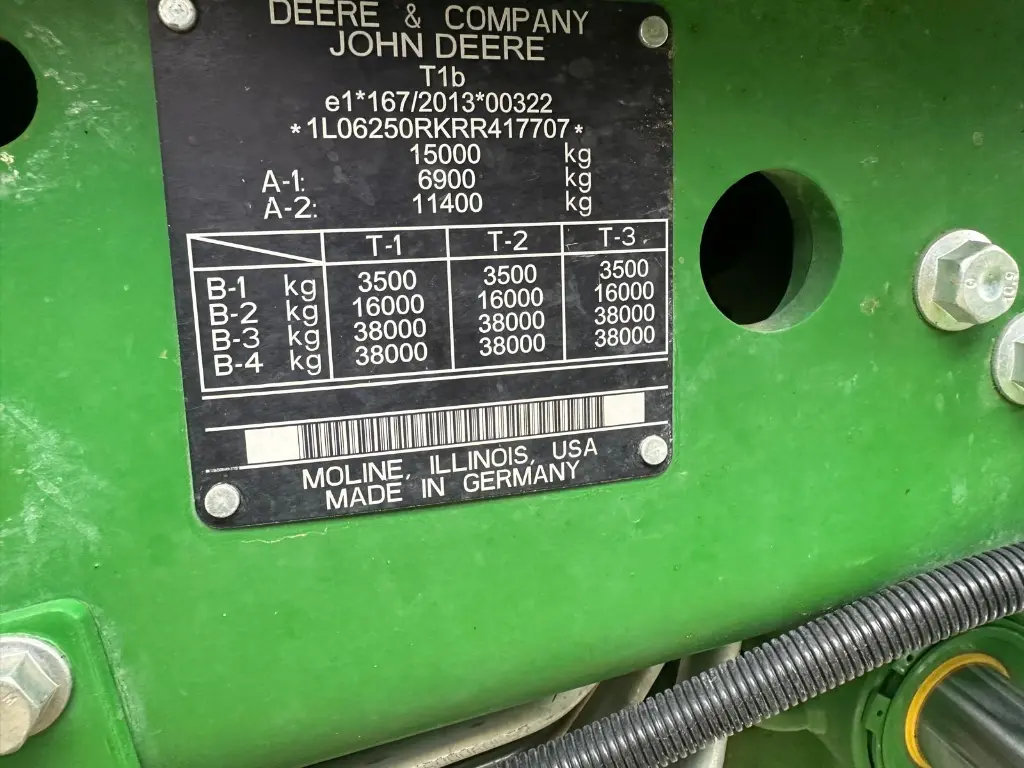 DEERE & COMPANY
JOHN DEERE
T1b
e1*167/2013*00322
*1L06250RKRR417707*
15000 kg
A-1: 6900 kg
A-2: 11400 kg
T-1 T-2 T-3
B-1 kg 3500 3500 3500
B-2 kg 16000 16000 16000
B-3 kg 38000 38000 38000
B-4 kg 38000 38000 38000
MOLINE, ILLINOIS, USA
MADE IN GERMANY
10.9